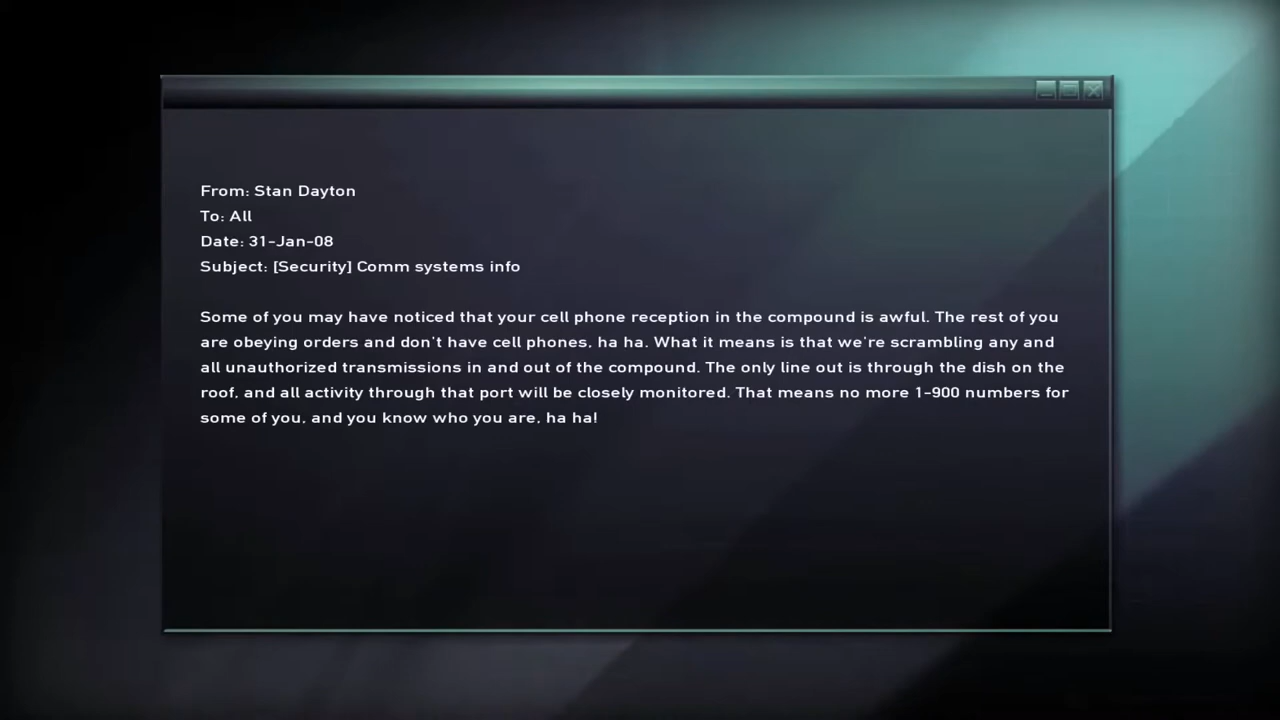 From: Stan Dayton
To: All
Date: 31-Jan-08
Subject: [Security] Comm systems info
Some of you may have noticed that your cell phone reception in the compound is awful. The rest of you
are obeying orders and don't have cell phones, ha ha. What it means is that we're scrambling any and
all unauthorized transmissions in and out of the compound. The only line out is through the dish on the
roof, and all activity through that port will be closely monitored. That means no more 1-900 numbers for
some of you, and you know who you are, ha ha!